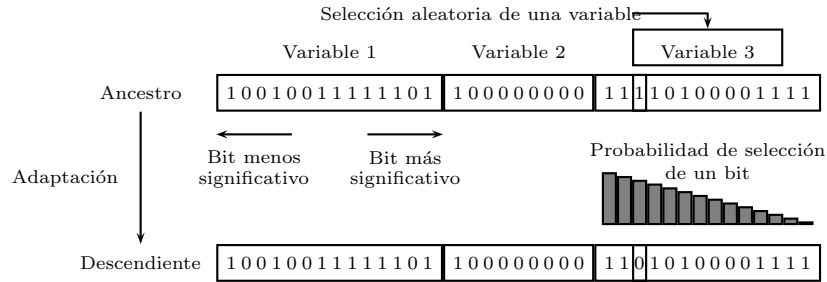 Selección aleatoria de una variable
Variable 1 Variable 2 Variable 3
Ancestro 1 0 0 1 0 0 1 1 1 1 1 1 0 1 1 0 0 0 0 0 0 0 0 1 1 1 1 0 1 0 0 0 0 1 1 1 1
Bit menos significativo
Bit más significativo
Probabilidad de selección
de un bit
Adaptación
Descendiente 1 0 0 1 0 0 1 1 1 1 1 1 0 1 1 0 0 0 0 0 0 0 0 1 1 0 1 0 1 0 0 0 0 1 1 1 1